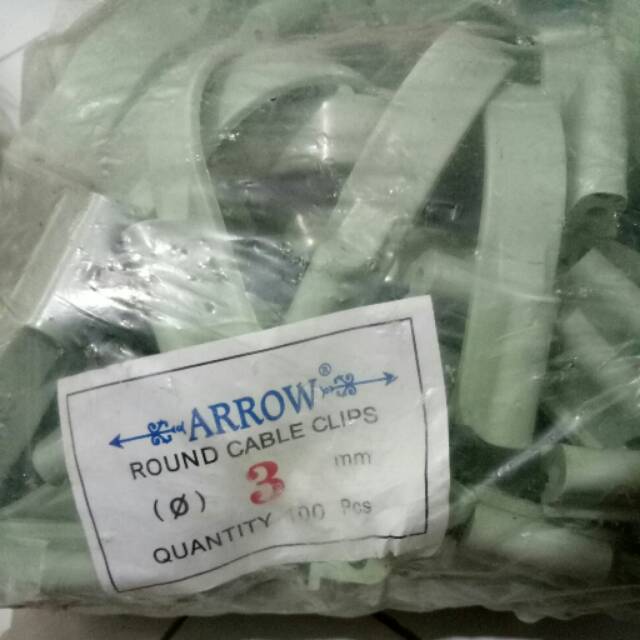 ARROW®
ROUND CABLE CLIPS
(Ø) 3 mm
QUANTITY 100 Pcs